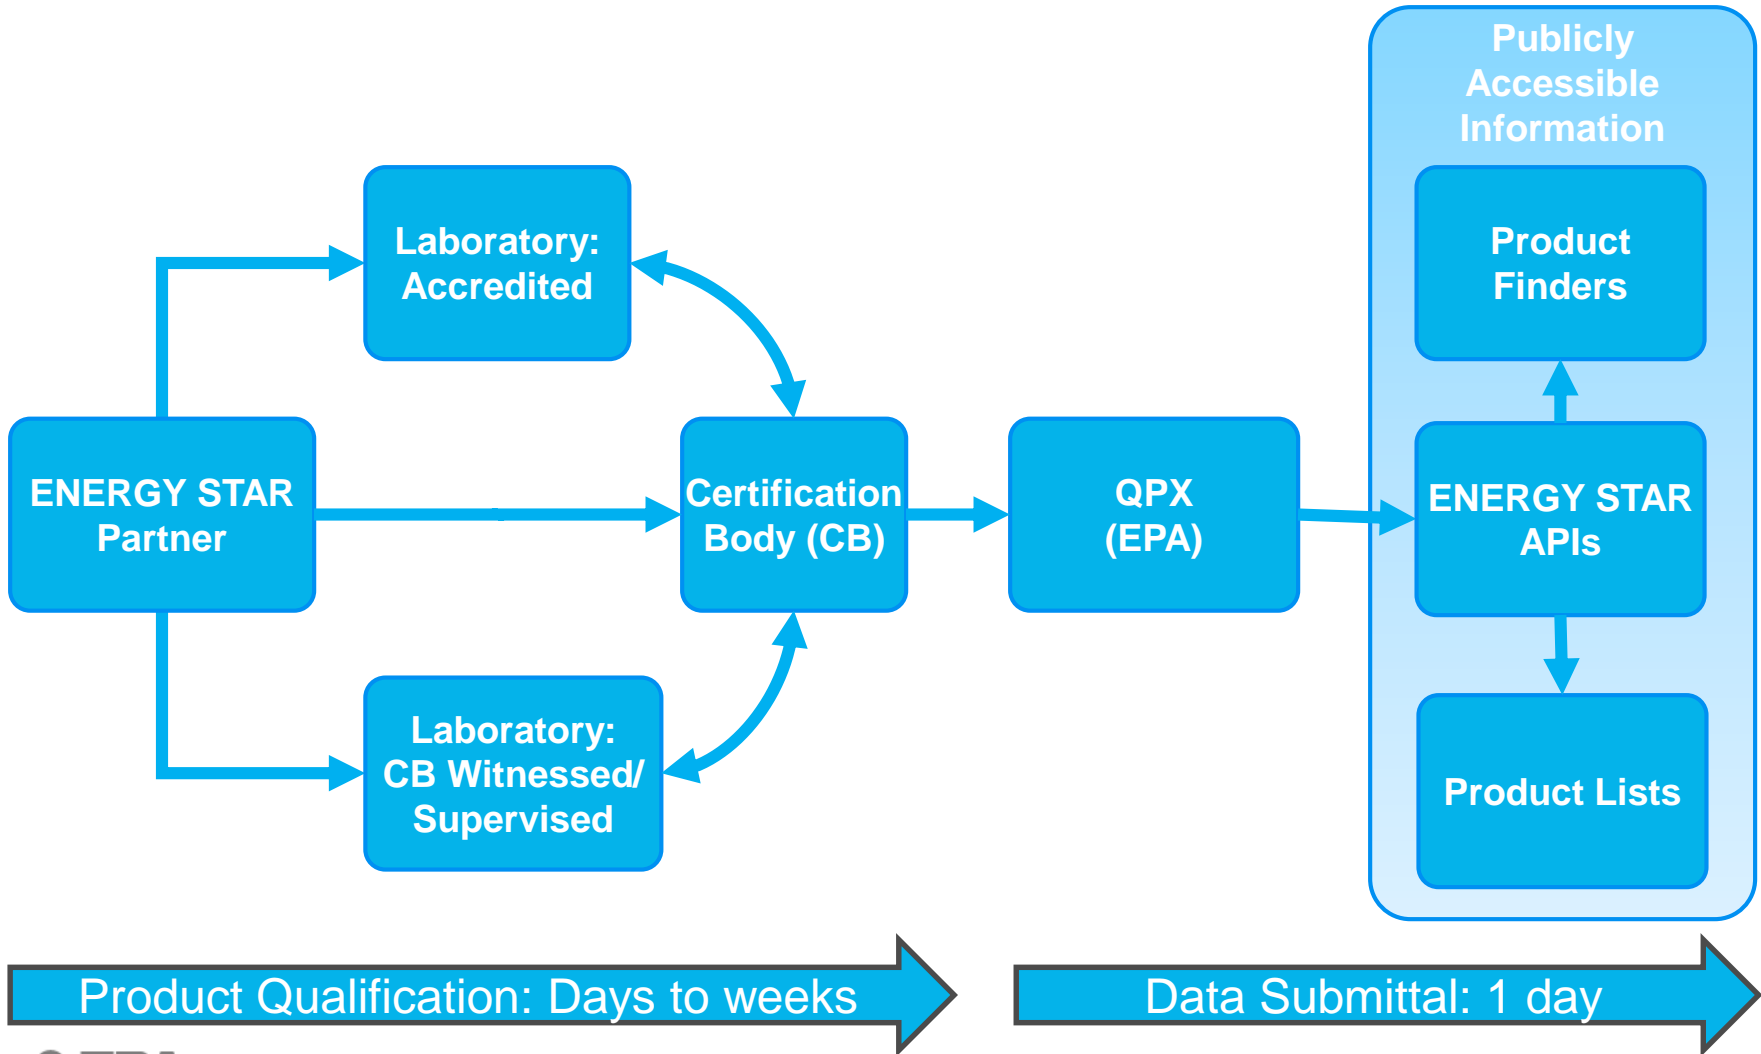 Publicly
Accessible
Information
Laboratory:
Accredited
Product
Finders
ENERGY STAR
Partner
Certification
Body (CB)
QPX
(EPA)
ENERGY STAR
APIs
Laboratory:
CB Witnessed/
Supervised
Product Lists
Product Qualification: Days to weeks
Data Submittal: 1 day